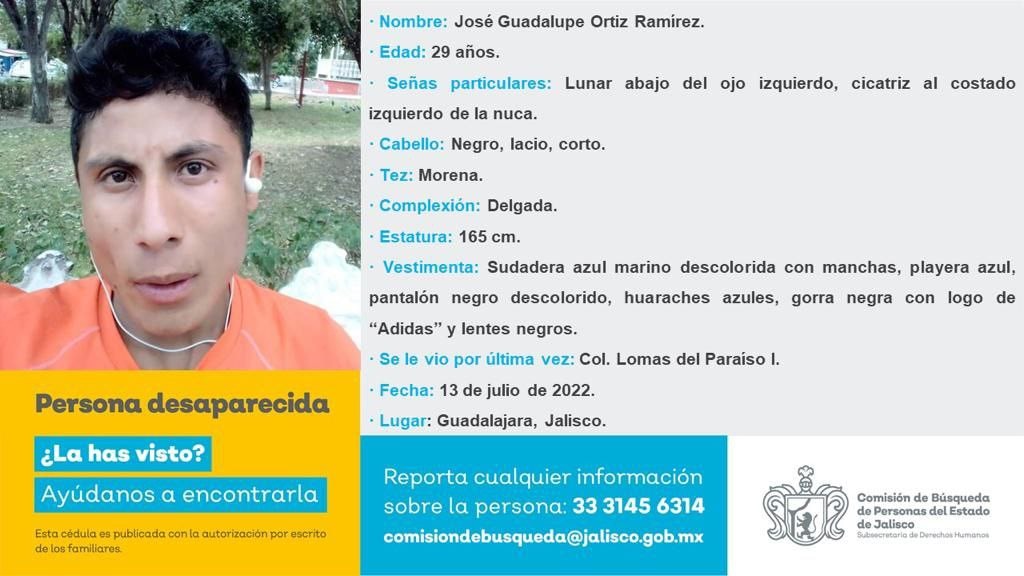 · Nombre: José Guadalupe Ortiz Ramírez.
· Edad: 29 años.
· Señas particulares: Lunar abajo del ojo izquierdo, cicatriz al costado
izquierdo de la nuca.
· Cabello: Negro, lacio, corto.
· Tez: Morena.
· Complexión: Delgada.
· Estatura: 165 cm.
· Vestimenta: Sudadera azul marino descolorida con manchas, playera azul,
pantalón negro descolorido, huaraches azules, gorra negra con logo de
“Adidas” y lentes negros.
· Se le vio por última vez: Col. Lomas del Paraíso I.
· Fecha: 13 de julio de 2022.
· Lugar: Guadalajara, Jalisco.
Persona desaparecida
¿La has visto?
Ayúdanos a encontrarla
Esta cédula es publicada con la autorización por escrito
de los familiares.
Reporta cualquier información
sobre la persona: 33 3145 6314
comisiondebusqueda@jalisco.gob.mx
Comisión de Búsqueda
de Personas del Estado
de Jalisco
Subsecretaría de Derechos Humanos